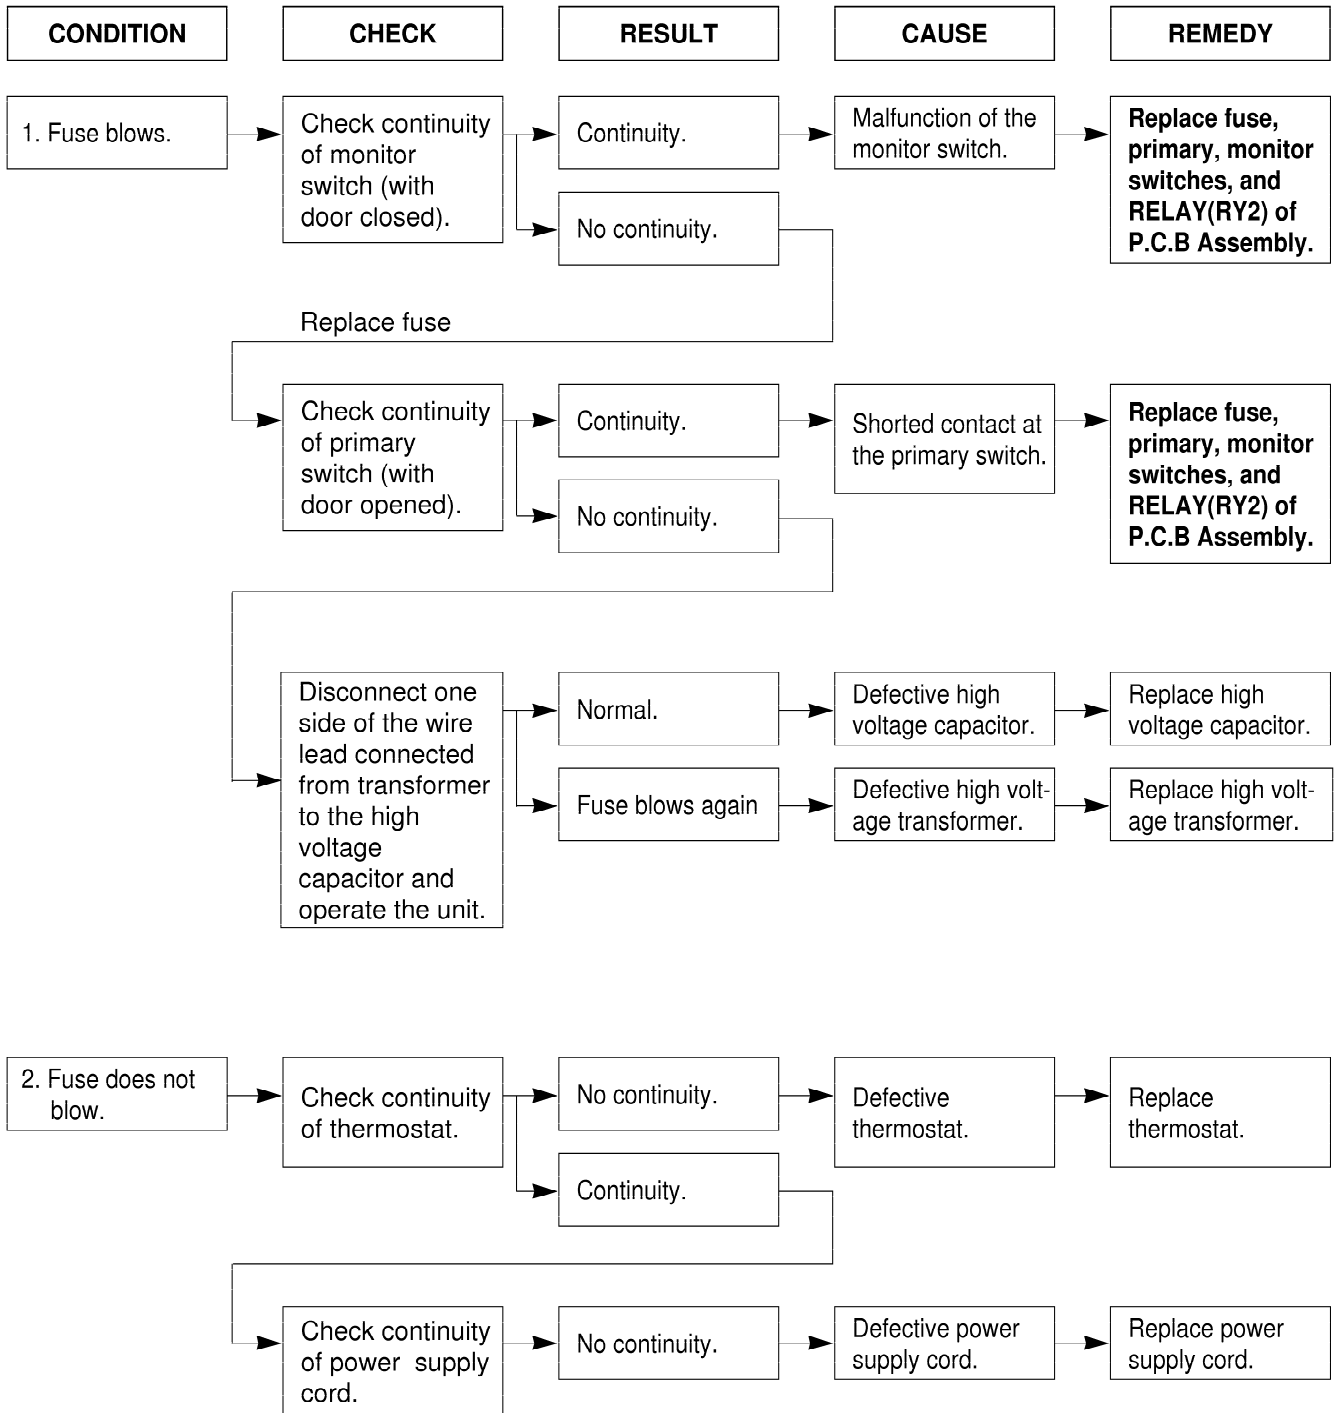 CONDITION
CHECK
RESULT
CAUSE
REMEDY
1. Fuse blows.
Check continuity
of monitor
switch (with
door closed).
Continuity.
Malfunction of the
monitor switch.
Replace fuse,
primary, monitor
switches, and
RELAY(RY2) of
P.C.B Assembly.
No continuity.
Replace fuse
Check continuity
of primary
switch (with
door opened).
Continuity.
Shorted contact at
the primary switch.
Replace fuse,
primary, monitor
switches, and
RELAY(RY2) of
P.C.B Assembly.
No continuity.
Disconnect one
side of the wire
lead connected
from transformer
to the high
voltage
capacitor and
operate the unit.
Normal.
Defective high
voltage capacitor.
Replace high
voltage capacitor.
Fuse blows again
Defective high volt-
age transformer.
Replace high volt-
age transformer.
2. Fuse does not
blow.
Check continuity
of thermostat.
No continuity.
Defective
thermostat.
Replace
thermostat.
Continuity.
Check continuity
of power supply
cord.
No continuity.
Defective power
supply cord.
Replace power
supply cord.